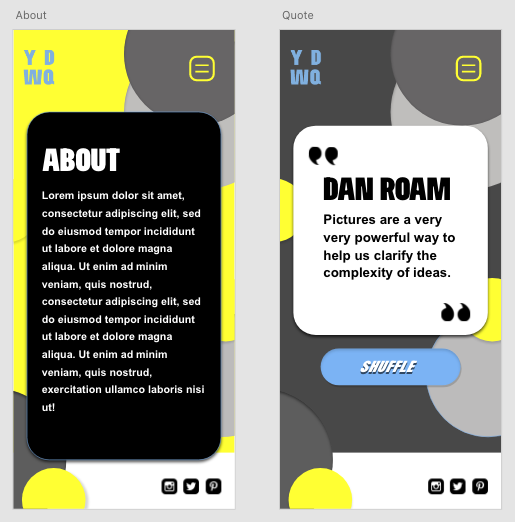 About
Y D
WQ
ABOUT
Lorem ipsum dolor sit amet,
consectetur adipiscing elit, sed
do eiusmod tempor incididunt
ut labore et dolore magna
aliqua. Ut enim ad minim
veniam, quis nostrud,
consectetur adipiscing elit, sed
do eiusmod tempor incididunt
ut labore et dolore magna
aliqua. Ut enim ad minim
veniam, quis nostrud,
exercitation ullamco laboris nisi
ut!
Quote
Y D
WQ
DAN ROAM
Pictures are a very
very powerful way to
help us clarify the
complexity of ideas.
SHUFFLE